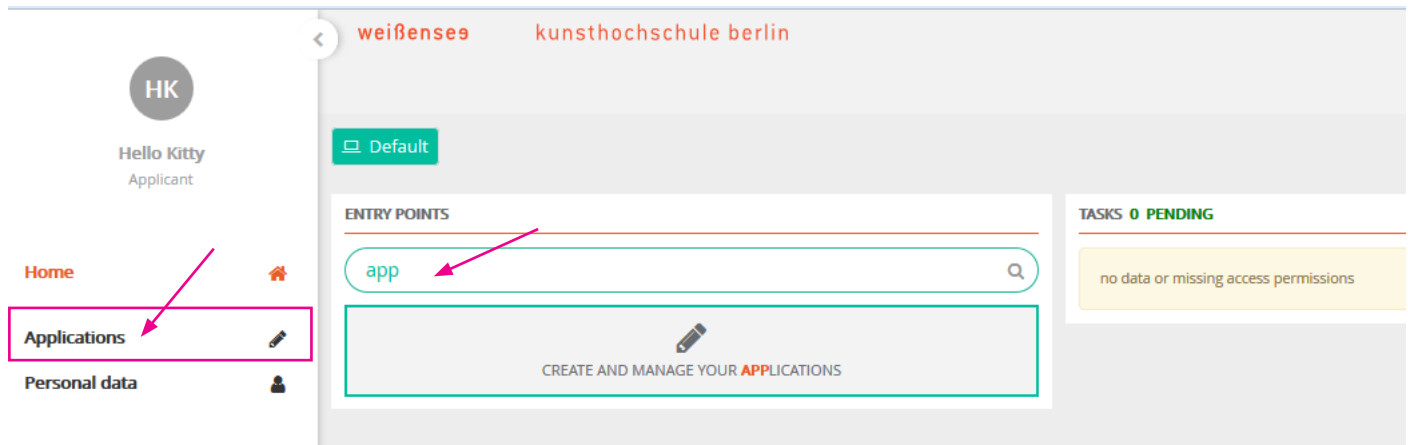 weißensee kunsthochschule berlin
HK
Hello Kitty
Applicant
Home
Applications
Personal data
Default
ENTRY POINTS
app
CREATE AND MANAGE YOUR APPLICATIONS
TASKS 0 PENDING
no data or missing access permissions